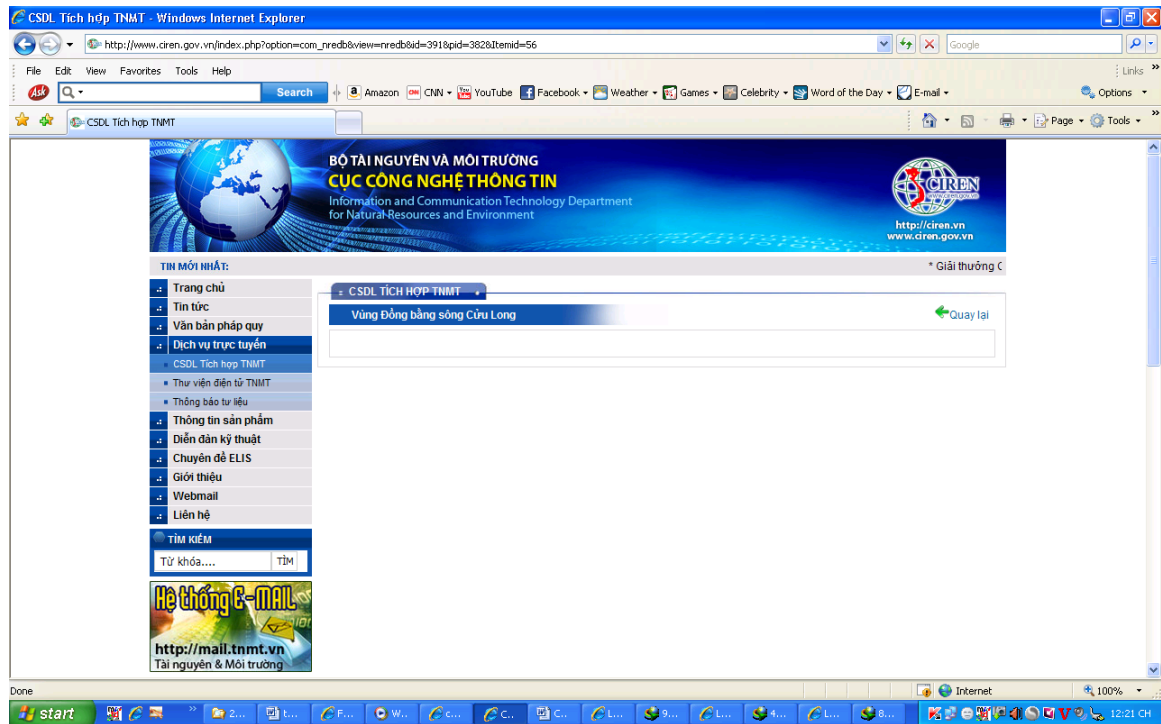 CSDL Tích hợp TNMT - Windows Internet Explorer
http://www.ciren.gov.vn/index.php?option=com_nredb&view=nredb&id=391&pid=382&Itemid=56
Google
File Edit View Favorites Tools Help
Links »
Ask Search Amazon CNN YouTube Facebook Weather Games Celebrity Word of the Day E-mail Options
CSDL Tích hợp TNMT
Page Tools »
BỘ TÀI NGUYÊN VÀ MÔI TRƯỜNG
CỤC CÔNG NGHỆ THÔNG TIN
Information and Communication Technology Department
for Natural Resources and Environment
CIREN
http://ciren.vn
www.ciren.gov.vn
TIN MỚI NHẤT:
* Giải thưởng C
Trang chủ
Tin tức
Văn bản pháp quy
Dịch vụ trực tuyến
CSDL Tích hợp TNMT
Thư viện điện tử TNMT
Thông báo tư liệu
Thông tin sản phẩm
Diễn đàn kỹ thuật
Chuyên đề ELIS
Giới thiệu
Webmail
Liên hệ
CSDL TÍCH HỢP TNMT
Vùng Đồng bằng sông Cửu Long
Quay lại
TÌM KIẾM
Từ khóa.... TÌM
Hệ thống E-MAIL
http://mail.tnmt.vn
Tài nguyên & Môi trường
Done
Internet
100%
start » 2... t... F... W... c... C... C... L... 9... L... 4... L... 8... 12:21 CH